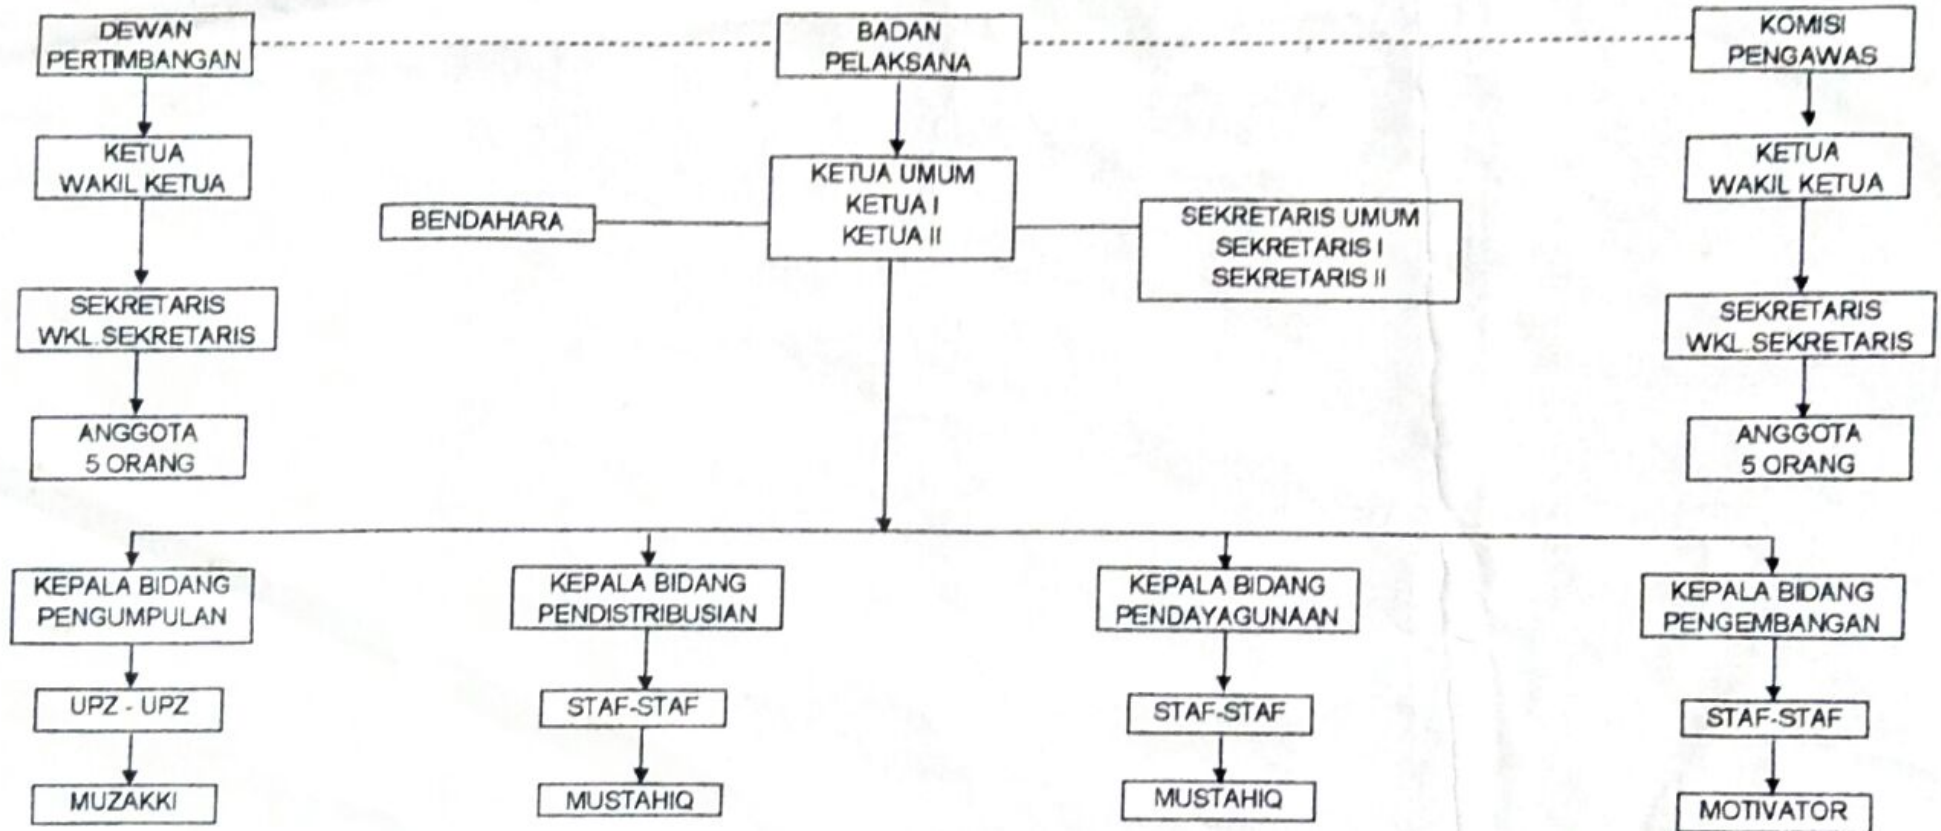 DEWAN
PERTIMBANGAN
BADAN
PELAKSANA
KOMISI
PENGAWAS
KETUA
WAKIL KETUA
KETUA UMUM
KETUA I
KETUA II
KETUA
WAKIL KETUA
BENDAHARA
SEKRETARIS UMUM
SEKRETARIS I
SEKRETARIS II
SEKRETARIS
WKL.SEKRETARIS
SEKRETARIS
WKL.SEKRETARIS
ANGGOTA
5 ORANG
ANGGOTA
5 ORANG
KEPALA BIDANG
PENGUMPULAN
KEPALA BIDANG
PENDISTRIBUSIAN
KEPALA BIDANG
PENDAYAGUNAAN
KEPALA BIDANG
PENGEMBANGAN
UPZ - UPZ
STAF-STAF
STAF-STAF
STAF-STAF
MUZAKKI
MUSTAHIQ
MUSTAHIQ
MOTIVATOR